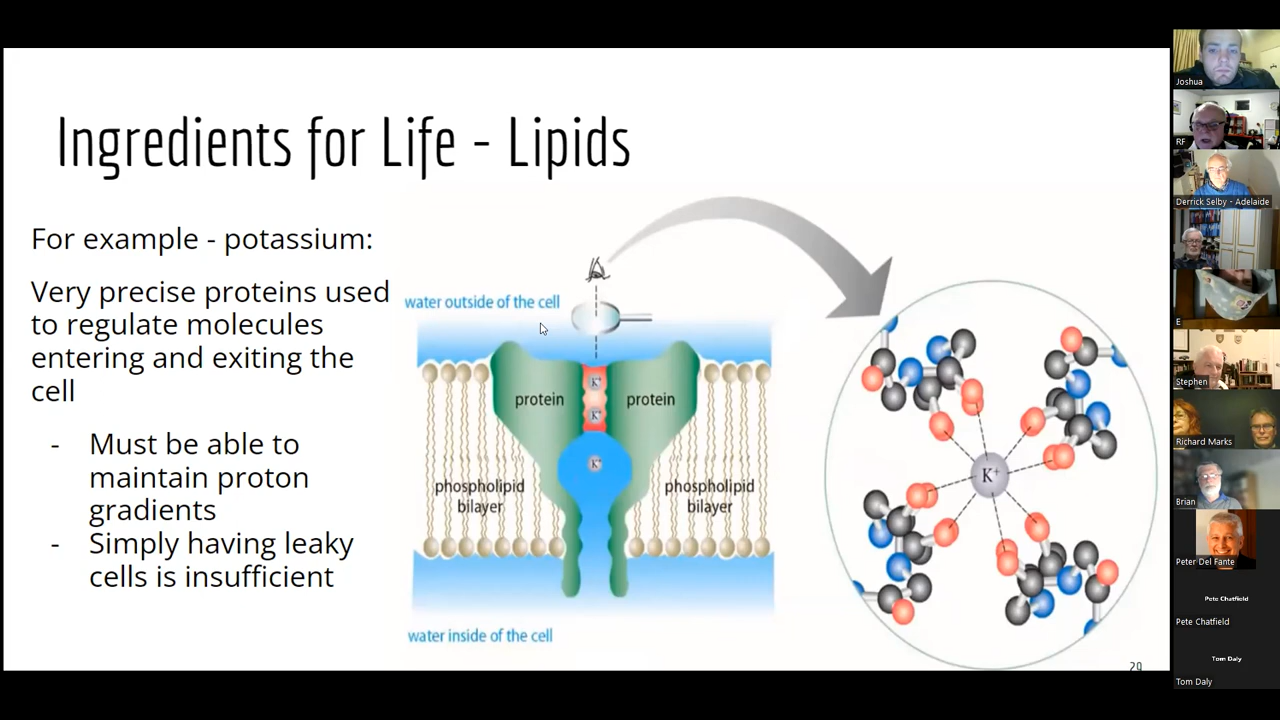 Ingredients for Life - Lipids
For example - potassium:
Very precise proteins used
to regulate molecules
entering and exiting the
cell
- Must be able to
maintain proton
gradients
- Simply having leaky
cells is insufficient
water outside of the cell
K+
K+
K+
protein
protein
phospholipid
bilayer
phospholipid
bilayer
water inside of the cell
K+
29
Joshua
RF
Derrick Selby - Adelaide
E
Stephen
Richard Marks
Brian
Peter Del Fante
Pete Chatfield
Pete Chatfield
Tom Daly
Tom Daly